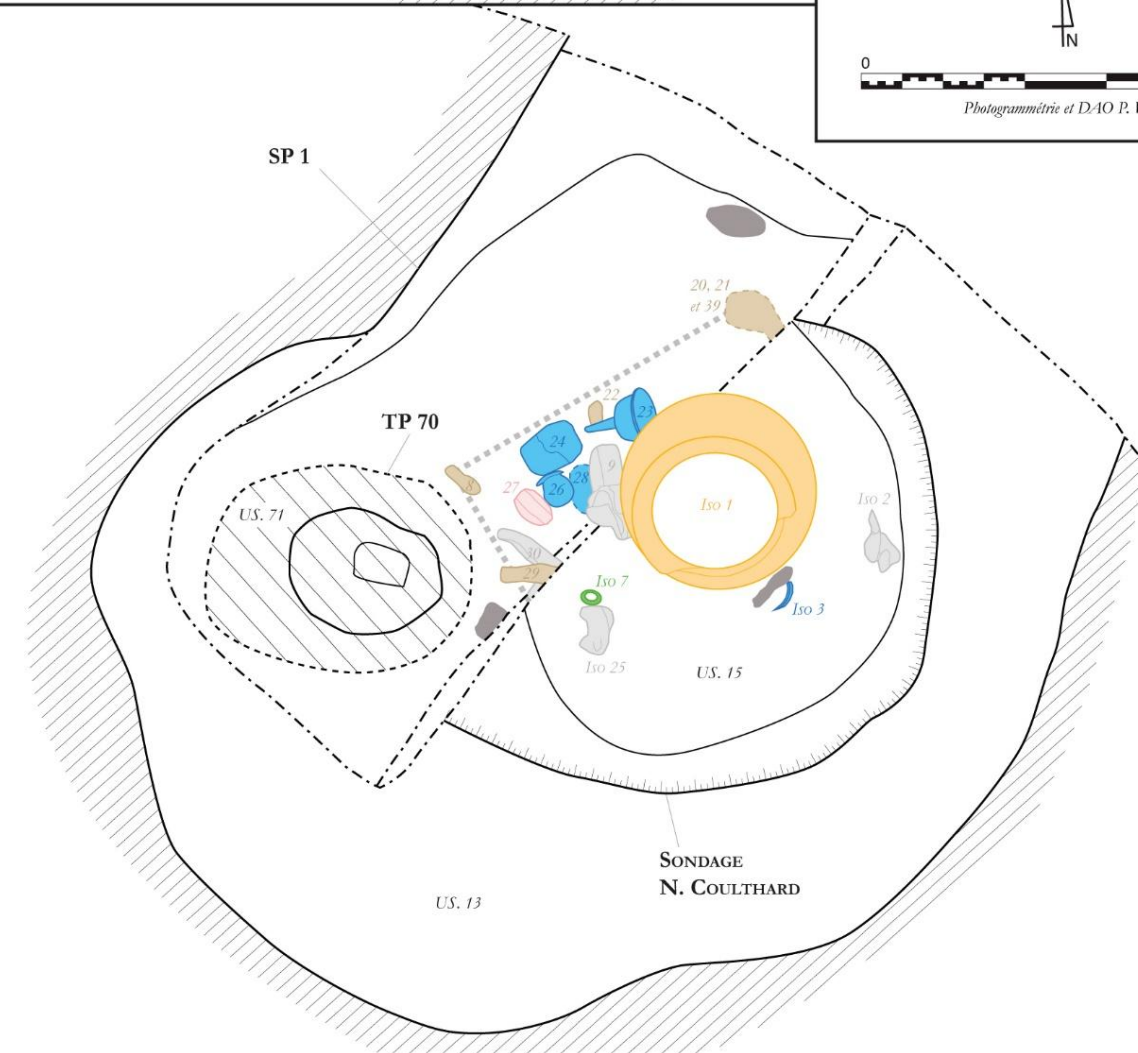 N
0
Photogrammétrie et DAO P.
SP 1
20, 21
et 39
22
23
TP 70
24
9
8
28
26
27
Iso 1
Iso 2
US. 71
30
29
Iso 7
Iso 3
Iso 25
US. 15
SONDAGE
N. COULTHARD
US. 13